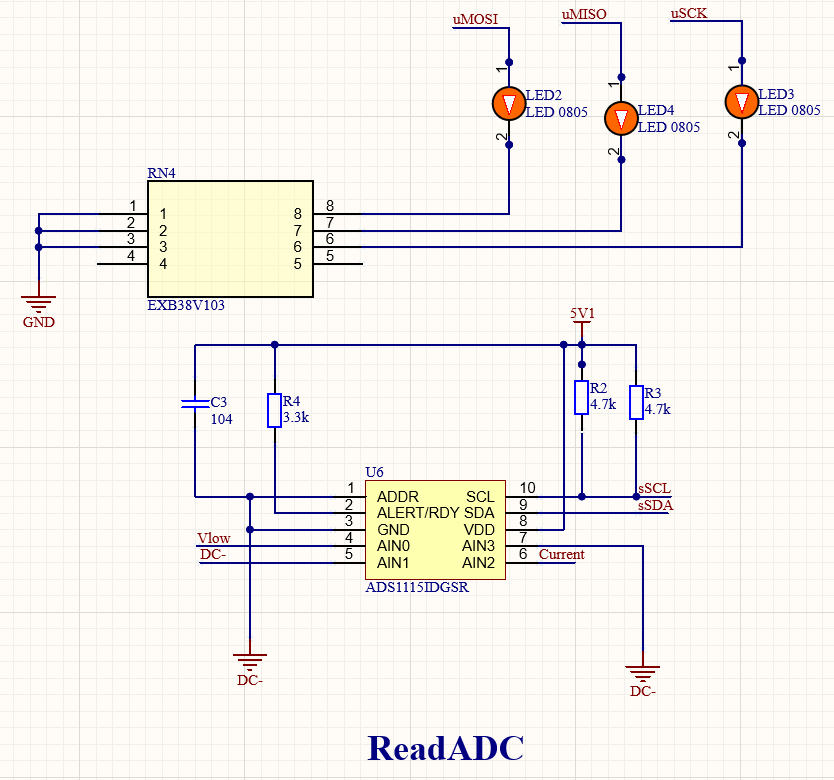 uMOSI
uMISO
uSCK
1
1
1
LED2
LED 0805
LED4
LED 0805
LED3
LED 0805
2
2
2
RN4
1 1 8 8
2 2 7 7
3 3 6 6
4 4 5 5
EXB38V103
GND
5V1
C3
104
R4
3.3k
R2
4.7k
R3
4.7k
U6
1 ADDR SCL 10 sSCL
2 ALERT/RDY SDA 9 sSDA
3 GND VDD 8
Vlow 4 AIN0 AIN3 7
DC- 5 AIN1 AIN2 6 Current
ADS1115IDGSR
DC-
DC-
ReadADC